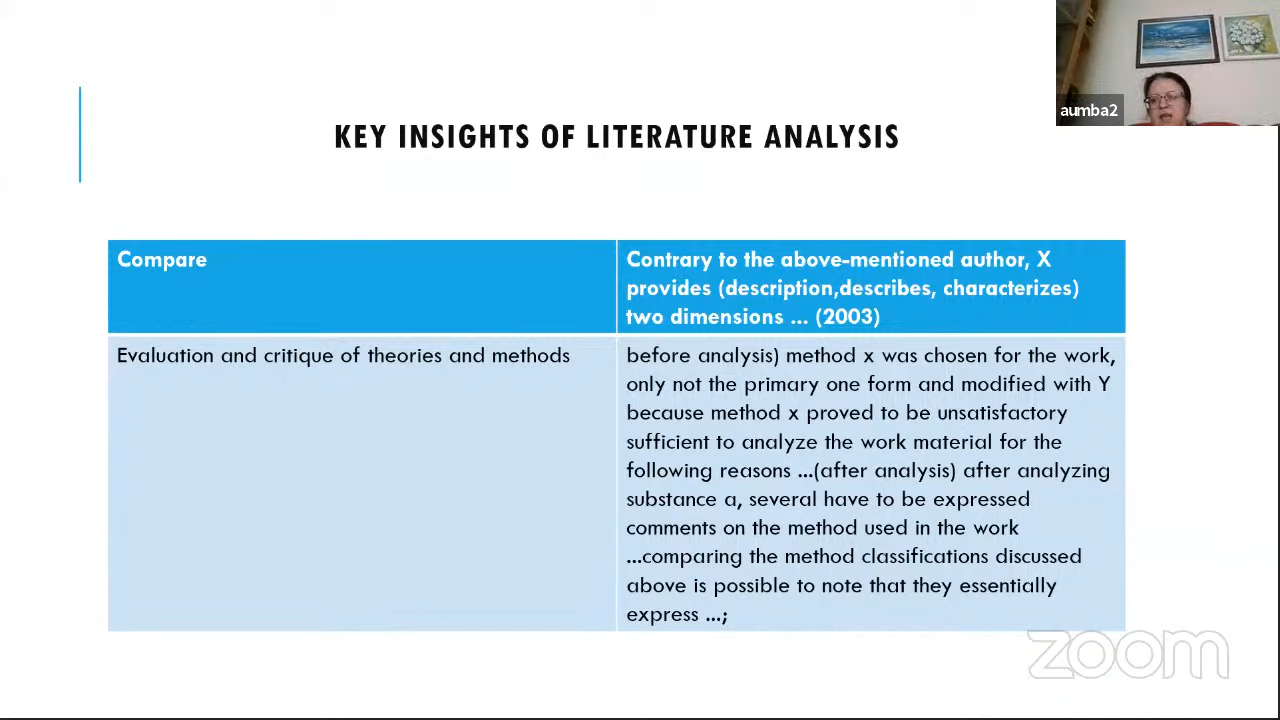 aumba2
KEY INSIGHTS OF LITERATURE ANALYSIS
Compare
Contrary to the above-mentioned author, X
provides (description,describes, characterizes)
two dimensions ... (2003)
Evaluation and critique of theories and methods
before analysis) method x was chosen for the work,
only not the primary one form and modified with Y
because method x proved to be unsatisfactory
sufficient to analyze the work material for the
following reasons ...(after analysis) after analyzing
substance a, several have to be expressed
comments on the method used in the work
...comparing the method classifications discussed
above is possible to note that they essentially
express ...;
zoom